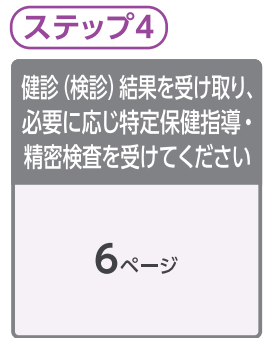 ステップ4
健診（検診）結果を受け取り、
必要に応じ特定保健指導・
精密検査を受けてください
6ページ